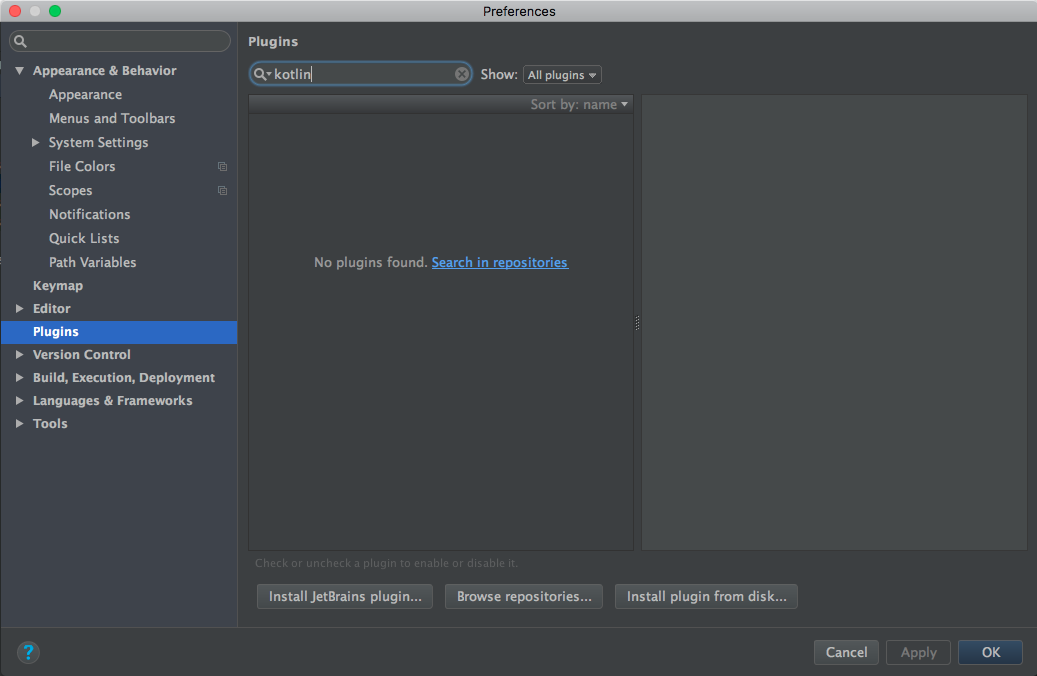 Preferences
Appearance & Behavior
Appearance
Menus and Toolbars
System Settings
File Colors
Scopes
Notifications
Quick Lists
Path Variables
Keymap
Editor
Plugins
Version Control
Build, Execution, Deployment
Languages & Frameworks
Tools
Plugins
kotlin Show: All plugins
Sort by: name
No plugins found. Search in repositories
Check or uncheck a plugin to enable or disable it.
Install JetBrains plugin... Browse repositories... Install plugin from disk...
? Cancel Apply OK